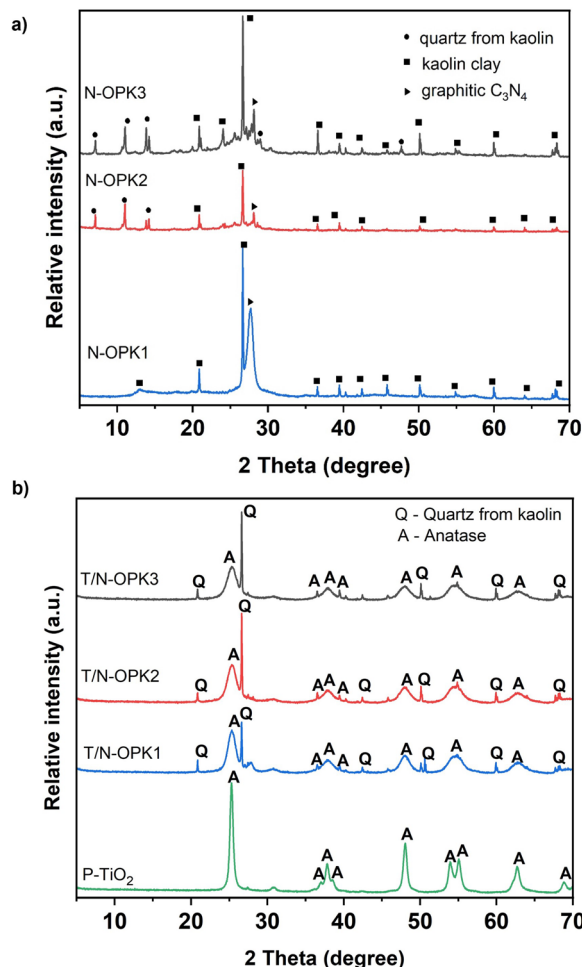 a)
● quartz from kaolin
■ kaolin clay
▶ graphitic C₃N₄
N-OPK3
N-OPK2
N-OPK1
Relative intensity (a.u.)
10 20 30 40 50 60 70
2 Theta (degree)
b)
Q - Quartz from kaolin
A - Anatase
T/N-OPK3
Q A Q A A A A Q A Q A Q
T/N-OPK2
Q A Q A A A Q A Q A Q A Q
T/N-OPK1
Q A Q A A A Q A Q A Q A Q
P-TiO₂
A A A A A A A A A
Relative intensity (a.u.)
10 20 30 40 50 60 70
2 Theta (degree)